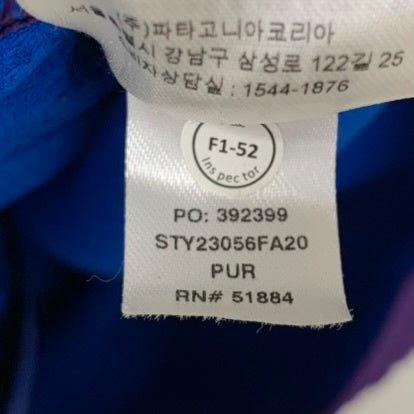 (주)파타고니아코리아
강남구 삼성로 122길 25
상담실 : 1544-1876
F1-52
Inspector
PO: 392399
STY23056FA20
PUR
RN# 51884